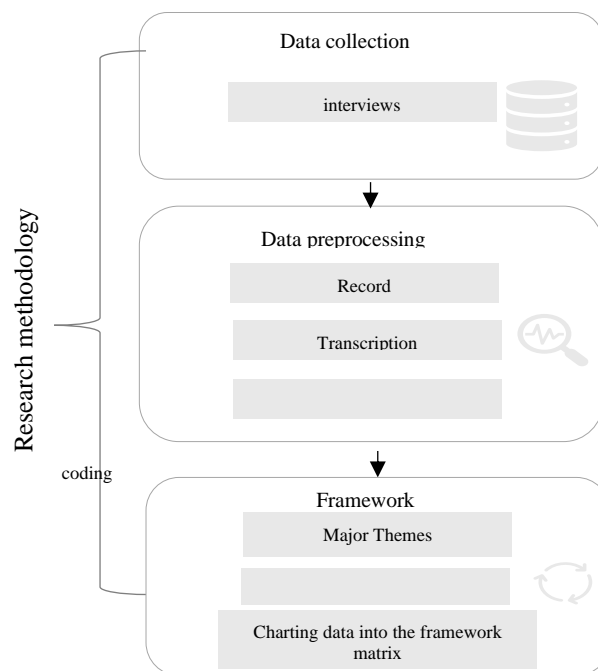 Data collection
interviews
Research methodology
Data preprocessing
Record
Transcription
coding
Framework
Major Themes
Charting data into the framework
matrix